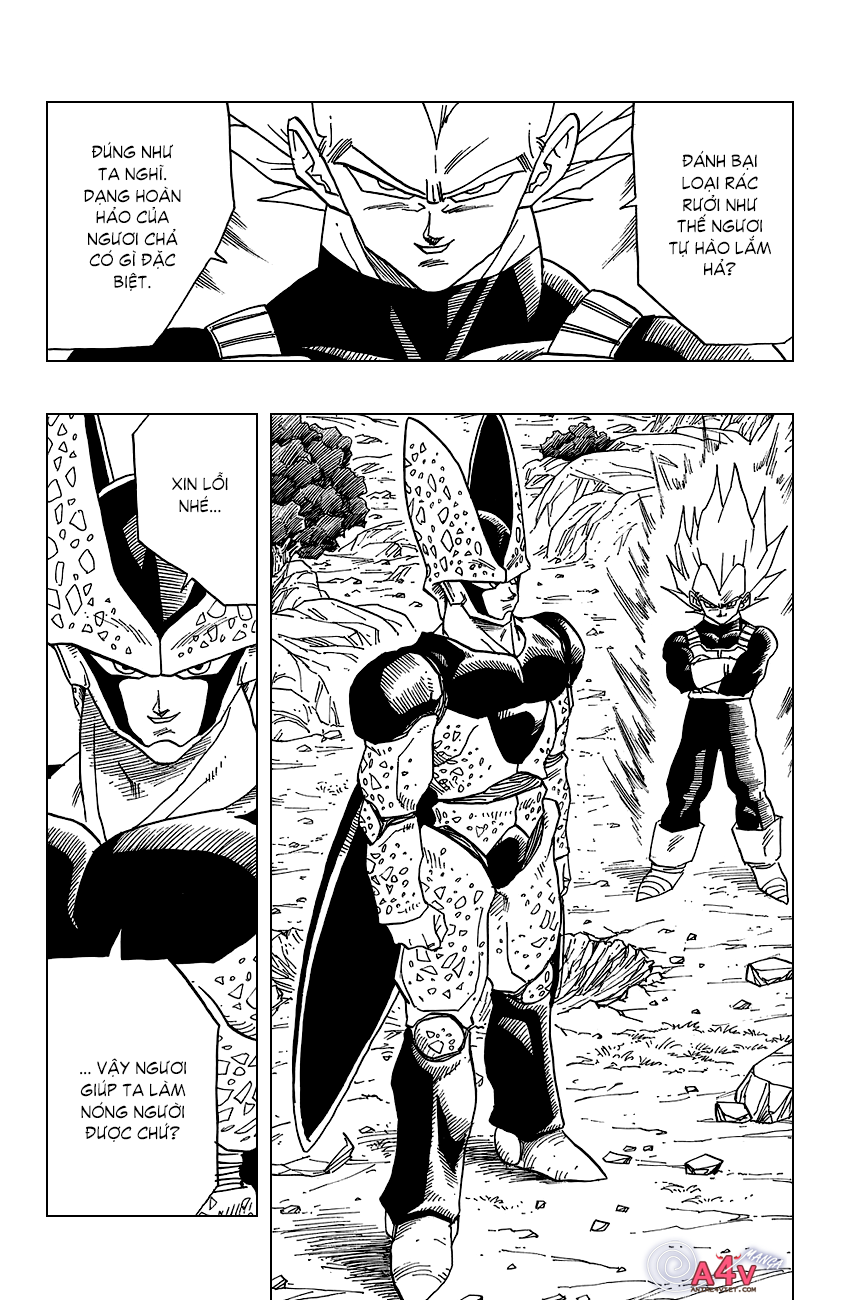 ĐÁNH BẠI
LOẠI RÁC
RƯỞI NHƯ
THẾ NGƯƠI
TỰ HÀO LẮM
HẢ?
ĐÚNG NHƯ
TA NGHĨ.
DẠNG HOÀN
HẢO CỦA
NGƯƠI CHẢ
CÓ GÌ ĐẶC
BIỆT.
XIN LỖI
NHÉ...
... VẬY NGƯƠI
GIÚP TA LÀM
NÓNG NGƯỜI
ĐƯỢC CHỨ?
MANGA
A4V
ANIME4VIET.COM